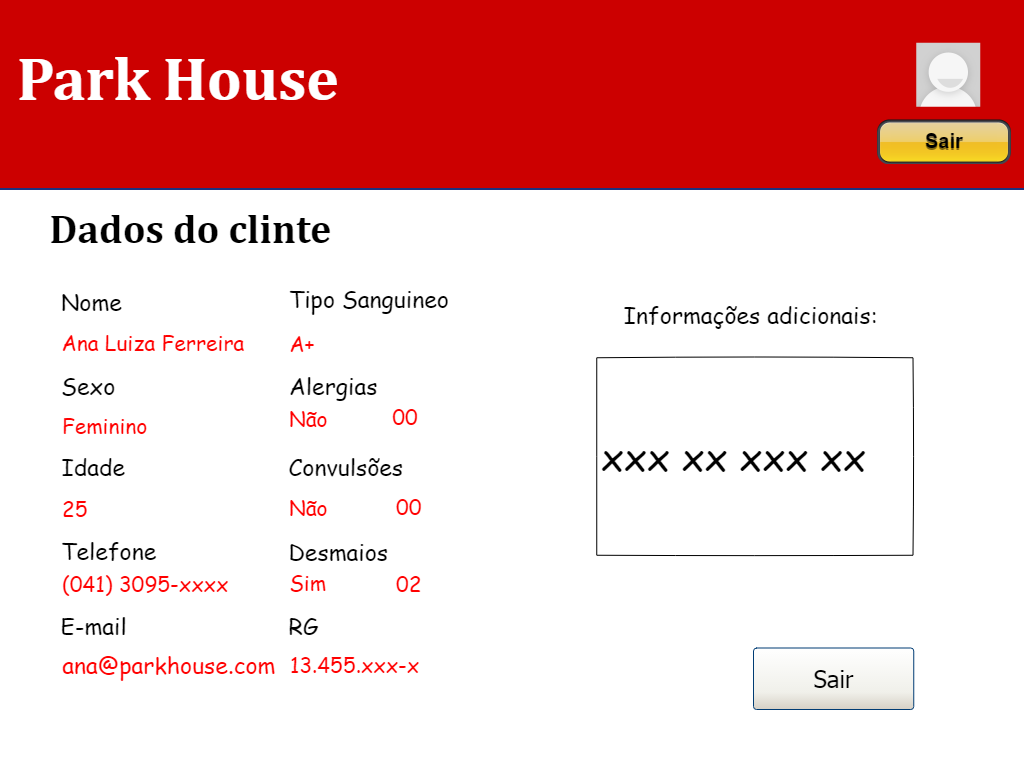 Park House
Sair
Dados do clinte
Nome
Ana Luiza Ferreira
Sexo
Feminino
Idade
25
Telefone
(041) 3095-xxxx
E-mail
ana@parkhouse.com
Tipo Sanguineo
A+
Alergias
Não 00
Convulsões
Não 00
Desmaios
Sim 02
RG
13.455.xxx-x
Informações adicionais:
xxx xx xxx xx
Sair